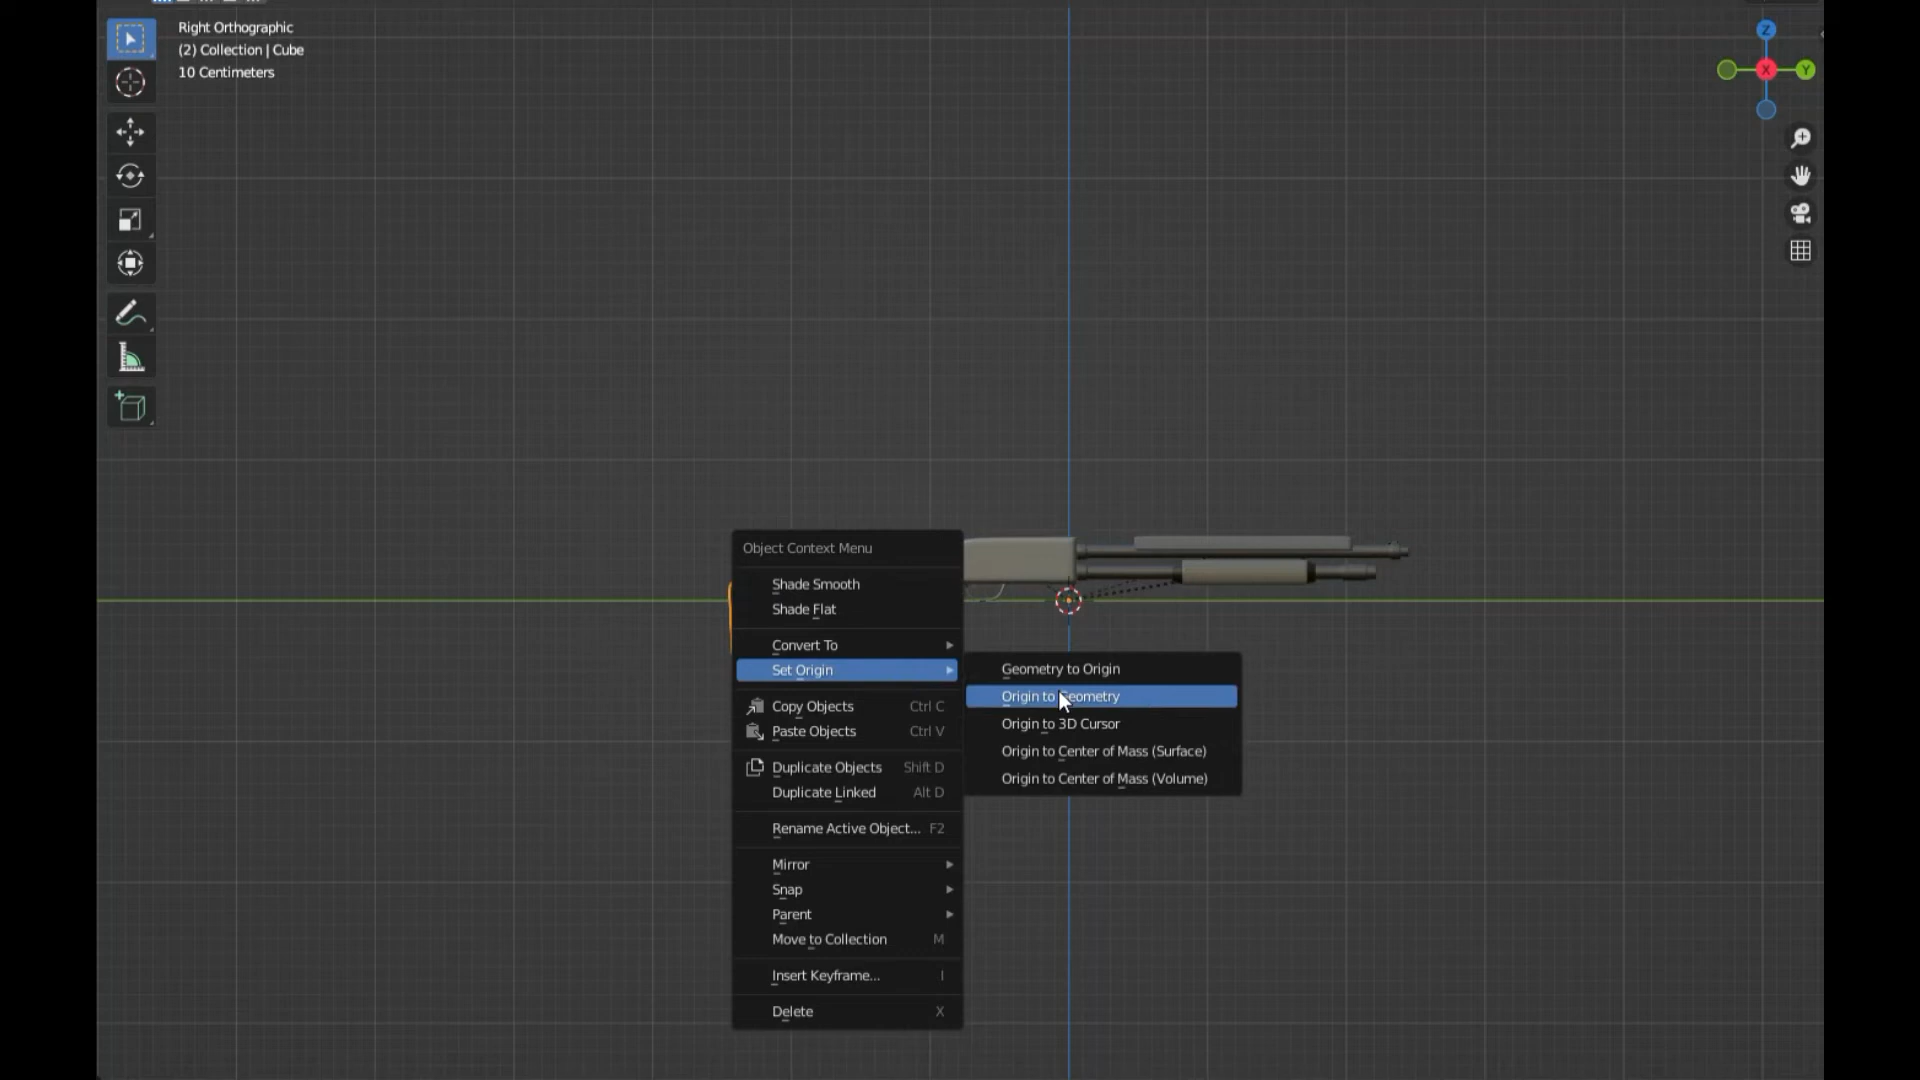 Right Orthographic
(2) Collection | Cube
10 Centimeters
Z
X
Y
Object Context Menu
Shade Smooth
Shade Flat
Convert To
Set Origin
Geometry to Origin
Origin to Geometry
Origin to 3D Cursor
Origin to Center of Mass (Surface)
Origin to Center of Mass (Volume)
Copy Objects Ctrl C
Paste Objects Ctrl V
Duplicate Objects Shift D
Duplicate Linked Alt D
Rename Active Object... F2
Mirror
Snap
Parent
Move to Collection M
Insert Keyframe... I
Delete X